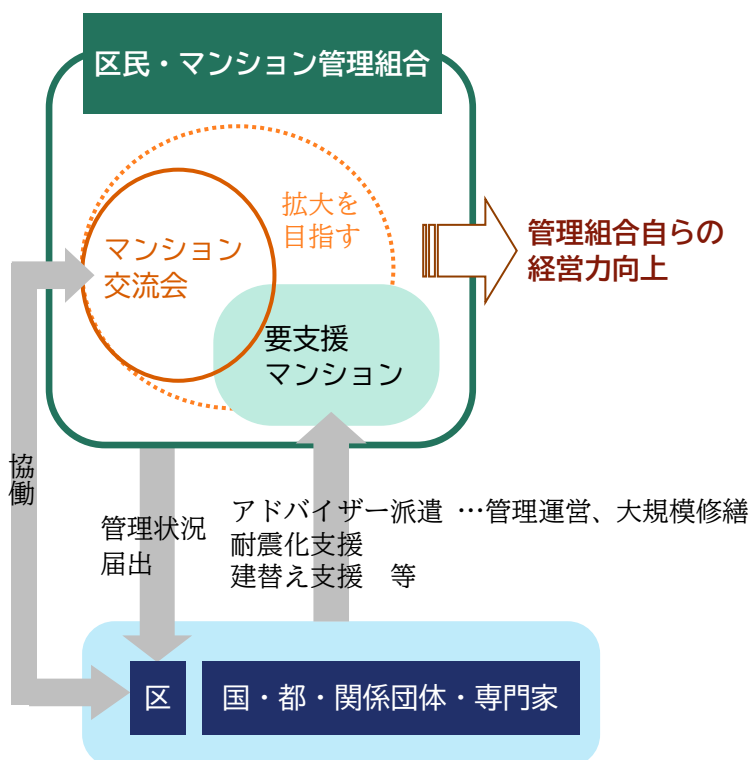 区民・マンション管理組合
拡大を
目指す
マンション
交流会
管理組合自らの
経営力向上
要支援
マンション
協働
管理状況
届出
アドバイザー派遣 …管理運営、大規模修繕
耐震化支援
建替え支援 等
区
国・都・関係団体・専門家